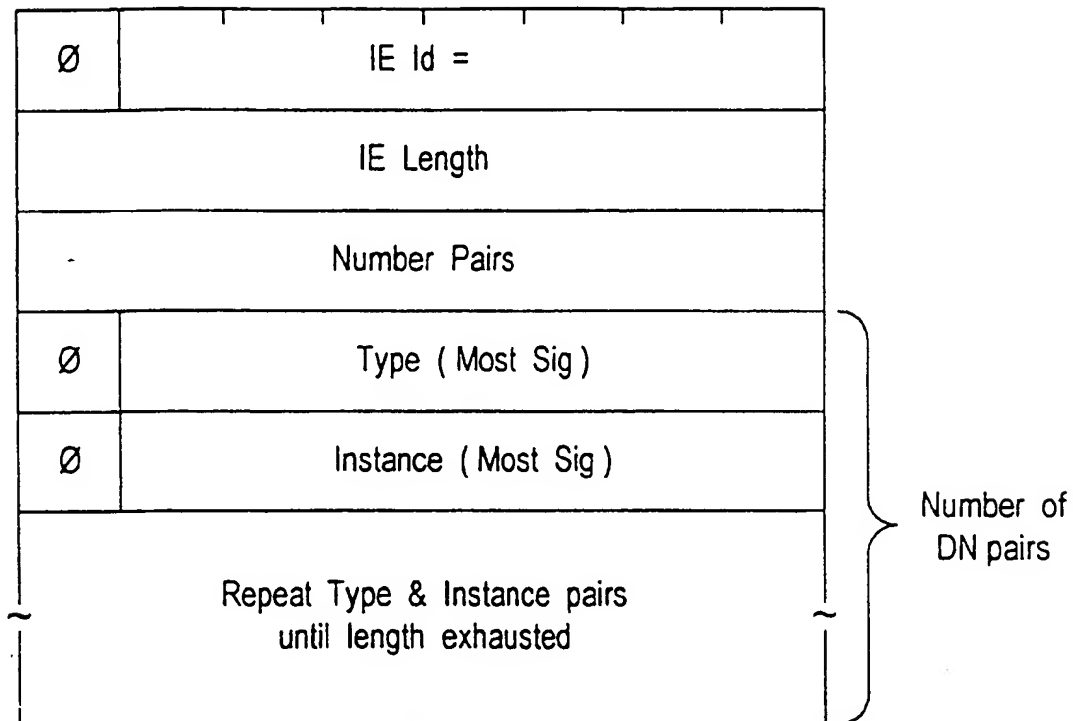 Ø IE Id =
IE Length
Number Pairs
Ø Type ( Most Sig )
Ø Instance ( Most Sig )
Number of
DN pairs
Repeat Type & Instance pairs
until length exhausted